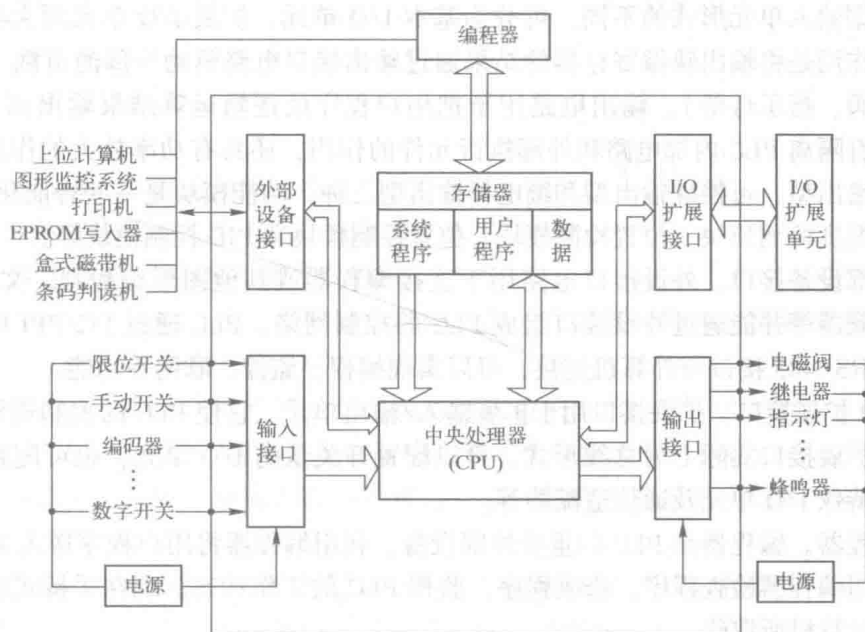 编程器
上位计算机
图形监控系统
打印机
EPROM写入器
盒式磁带机
条码判读机
外部
设备
接口
存储器
系统
程序
用户
程序
数
据
I/O
扩展
接口
I/O
扩展
单元
限位开关
手动开关
编码器
⋮
数字开关
输入
接口
中央处理器
(CPU)
输出
接口
电磁阀
继电器
指示灯
⋮
蜂鸣器
电源
电源